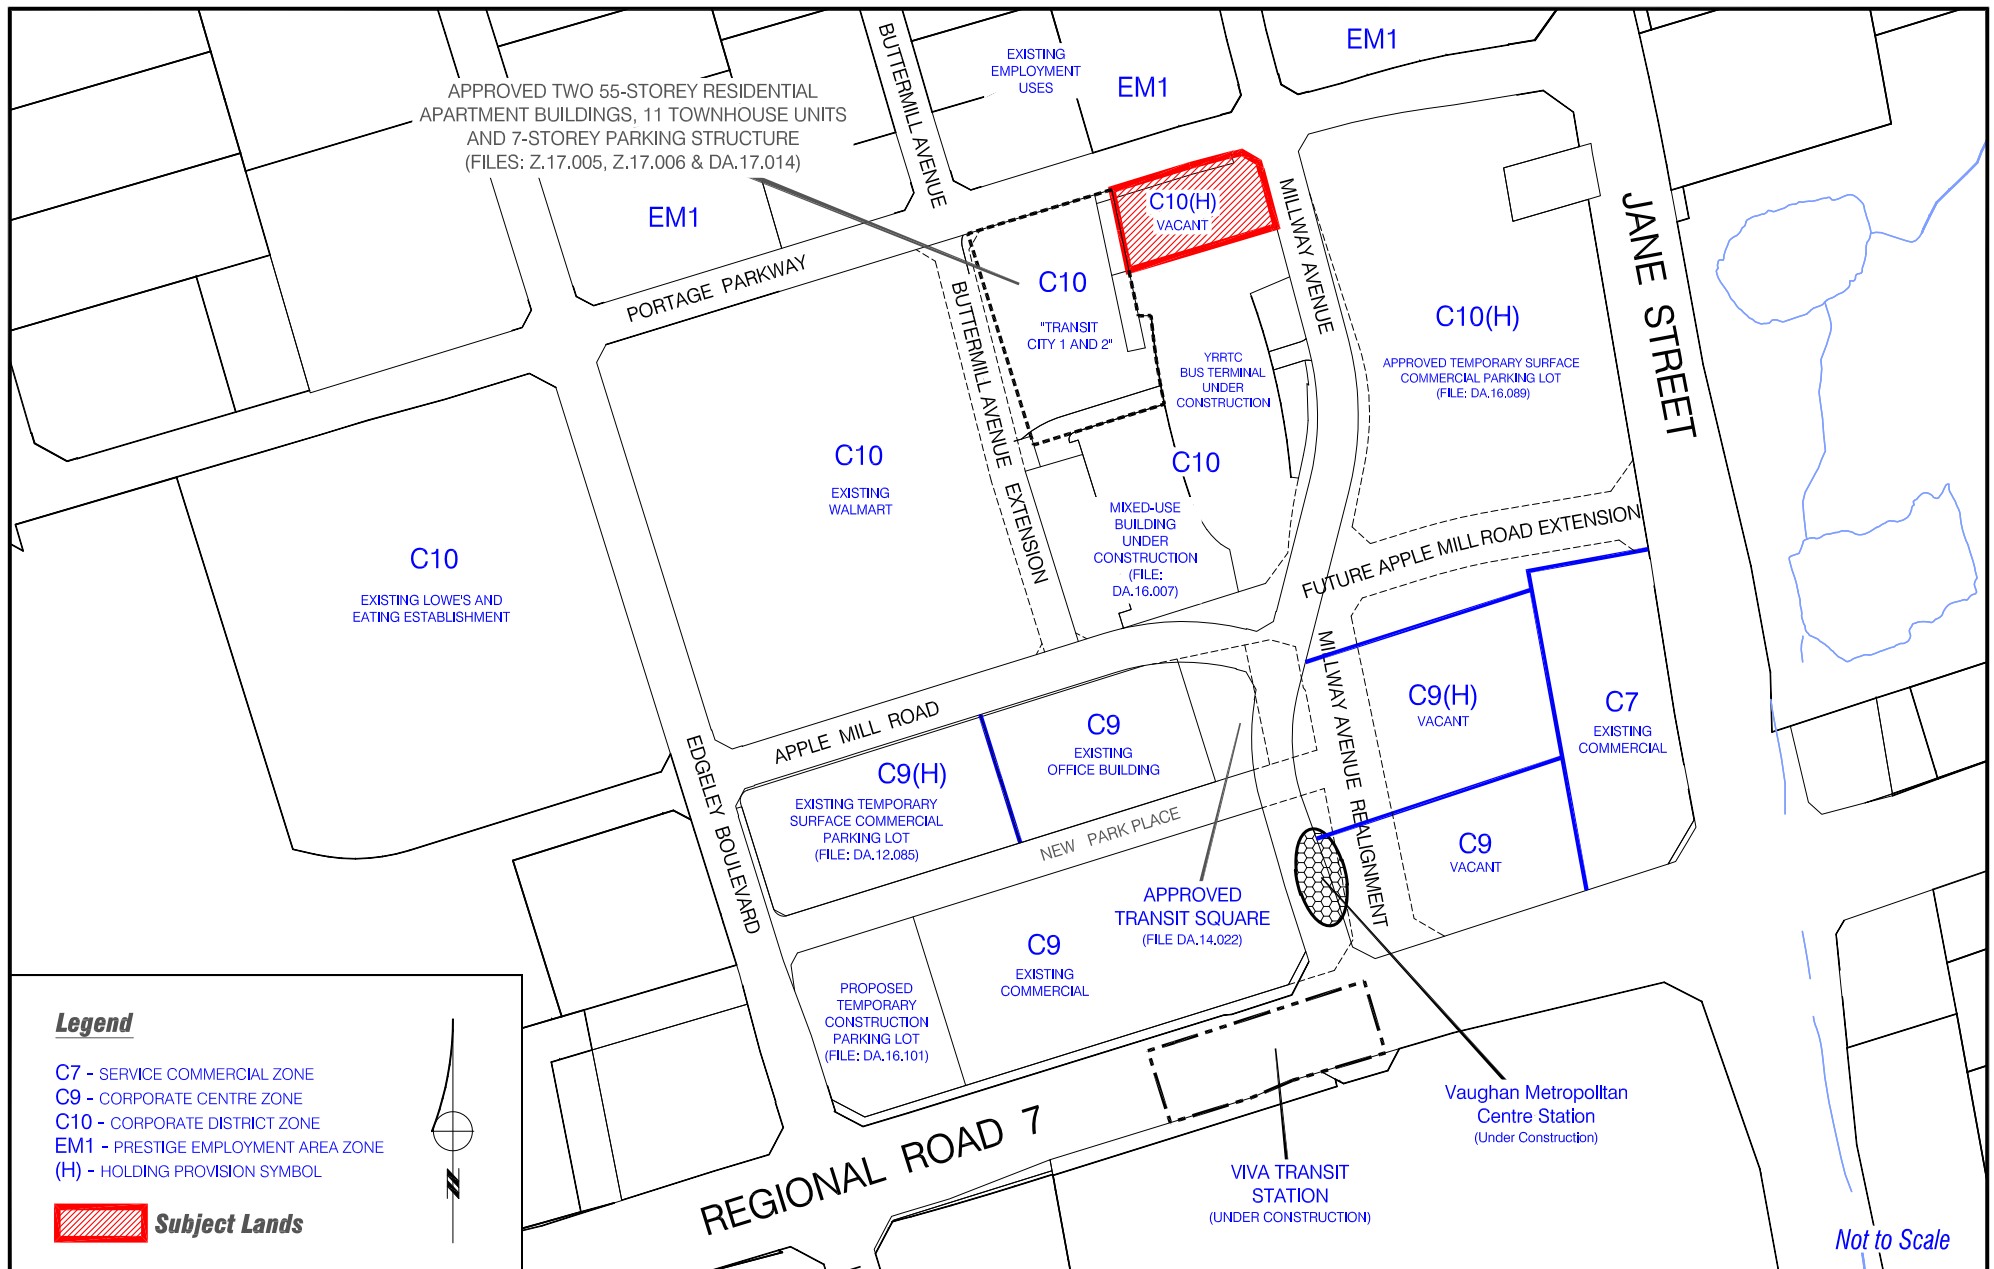 BUTTERMILL AVENUE
EXISTING
EMPLOYMENT
USES
EM1
EM1
APPROVED TWO 55-STOREY RESIDENTIAL
APARTMENT BUILDINGS, 11 TOWNHOUSE UNITS
AND 7-STOREY PARKING STRUCTURE
(FILES: Z.17.005, Z.17.006 & DA.17.014)
EM1
PORTAGE PARKWAY
C10(H)
VACANT
MILLWAY AVENUE
JANE STREET
C10
"TRANSIT
CITY 1 AND 2"
BUTTERMILL AVENUE EXTENSION
YRRTC
BUS TERMINAL
UNDER
CONSTRUCTION
C10(H)
APPROVED TEMPORARY SURFACE
COMMERCIAL PARKING LOT
(FILE: DA.16.089)
C10
EXISTING
WALMART
C10
MIXED-USE
BUILDING
UNDER
CONSTRUCTION
(FILE:
DA.16.007)
C10
EXISTING LOWE'S AND
EATING ESTABLISHMENT
FUTURE APPLE MILL ROAD EXTENSION
MILLWAY AVENUE REALIGNMENT
C9(H)
VACANT
C7
EXISTING
COMMERCIAL
APPLE MILL ROAD
EDGELEY BOULEVARD
C9
EXISTING
OFFICE BUILDING
C9(H)
EXISTING TEMPORARY
SURFACE COMMERCIAL
PARKING LOT
(FILE: DA.12.085)
NEW PARK PLACE
C9
VACANT
APPROVED
TRANSIT SQUARE
(FILE DA.14.022)
C9
EXISTING
COMMERCIAL
PROPOSED
TEMPORARY
CONSTRUCTION
PARKING LOT
(FILE: DA.16.101)
REGIONAL ROAD 7
Vaughan Metropolitan
Centre Station
(Under Construction)
VIVA TRANSIT
STATION
(UNDER CONSTRUCTION)
Legend
C7 - SERVICE COMMERCIAL ZONE
C9 - CORPORATE CENTRE ZONE
C10 - CORPORATE DISTRICT ZONE
EM1 - PRESTIGE EMPLOYMENT AREA ZONE
(H) - HOLDING PROVISION SYMBOL
N
Subject Lands
Not to Scale